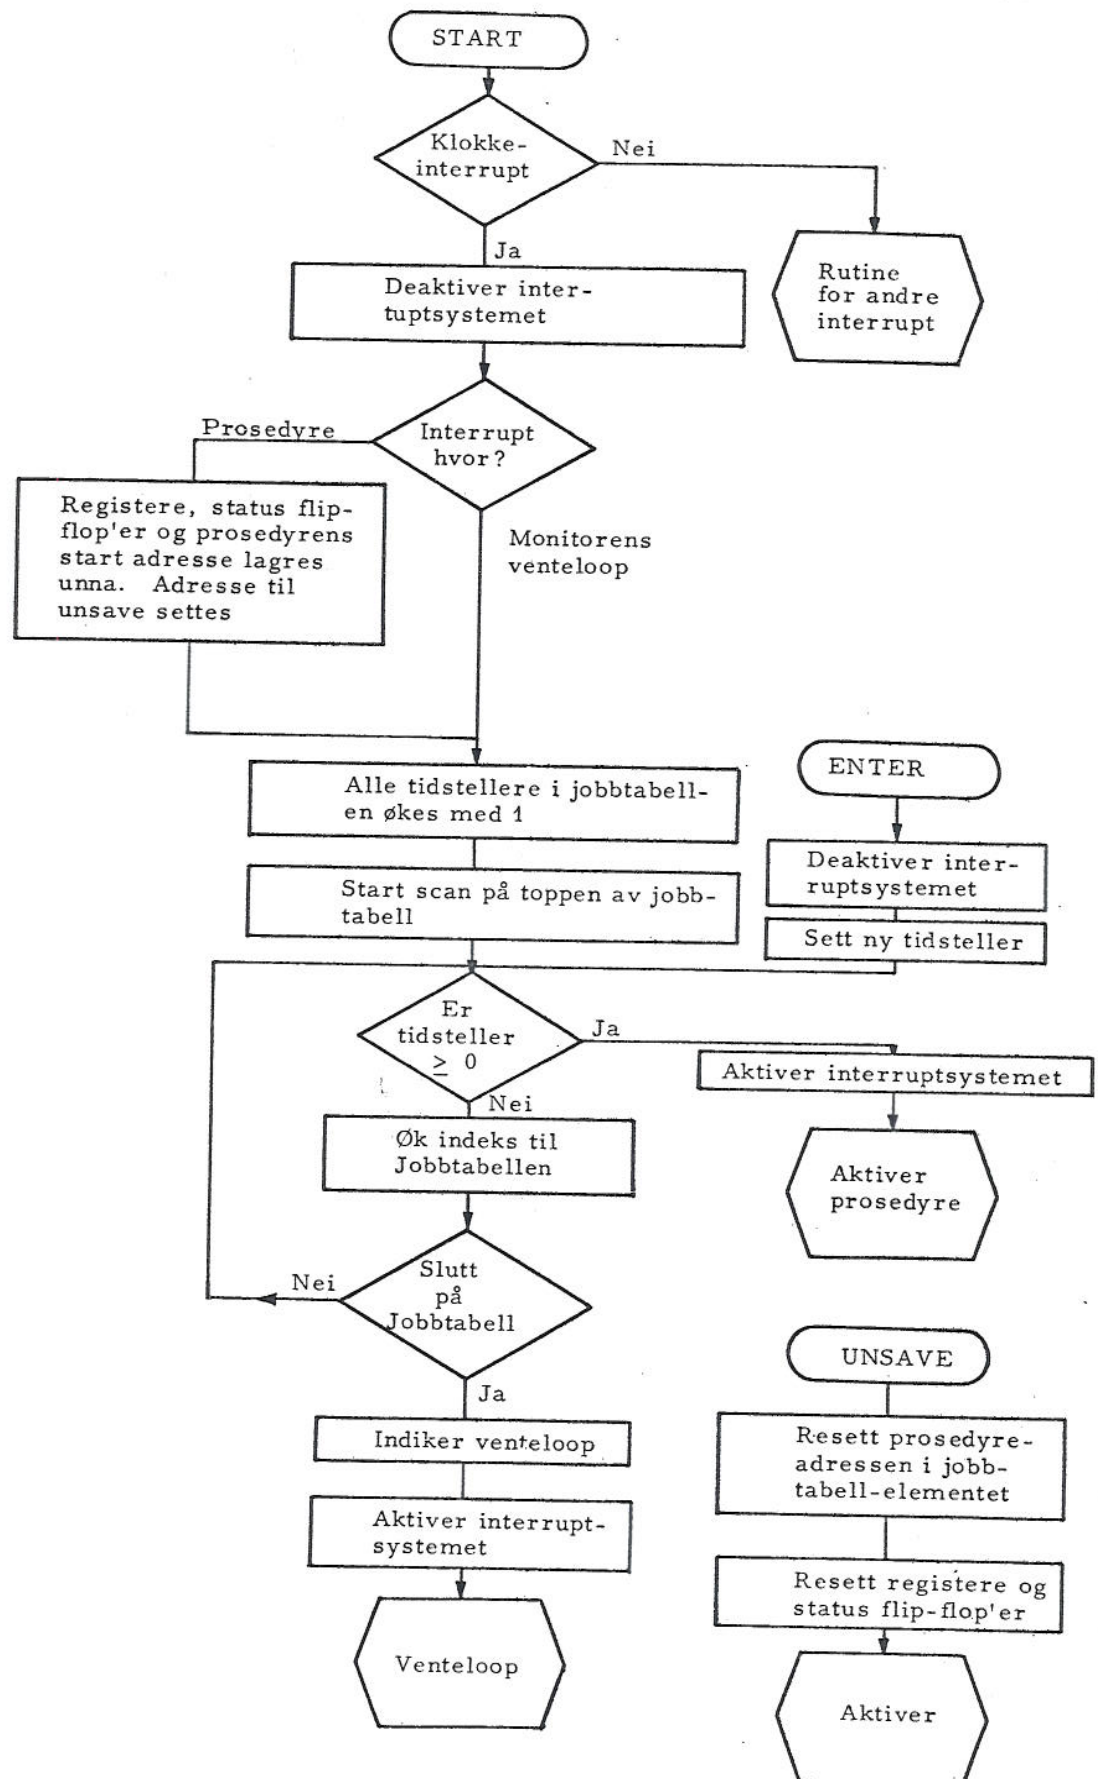 START
Klokke-
interrupt
Nei
Ja
Rutine
for andre
interrupt
Deaktiver inter-
tuptsystemet
Prosedyre
Interrupt
hvor?
Registere, status flip-
flop'er og prosedyrens
start adresse lagres
unna. Adresse til
unsave settes
Monitorens
venteloop
Alle tidstellere i jobbtabell-
en økes med 1
ENTER
Start scan på toppen av jobb-
tabell
Deaktiver inter-
ruptsystemet
Sett ny tidsteller
Er
tidsteller
≥ 0
Ja
Nei
Aktiver interruptsystemet
Øk indeks til
Jobbtabellen
Aktiver
prosedyre
Nei
Slutt
på
Jobbtabell
Ja
UNSAVE
Indiker venteloop
Resett prosedyre-
adressen i jobb-
tabell-elementet
Aktiver interrupt-
systemet
Resett registere og
status flip-flop'er
Venteloop
Aktiver